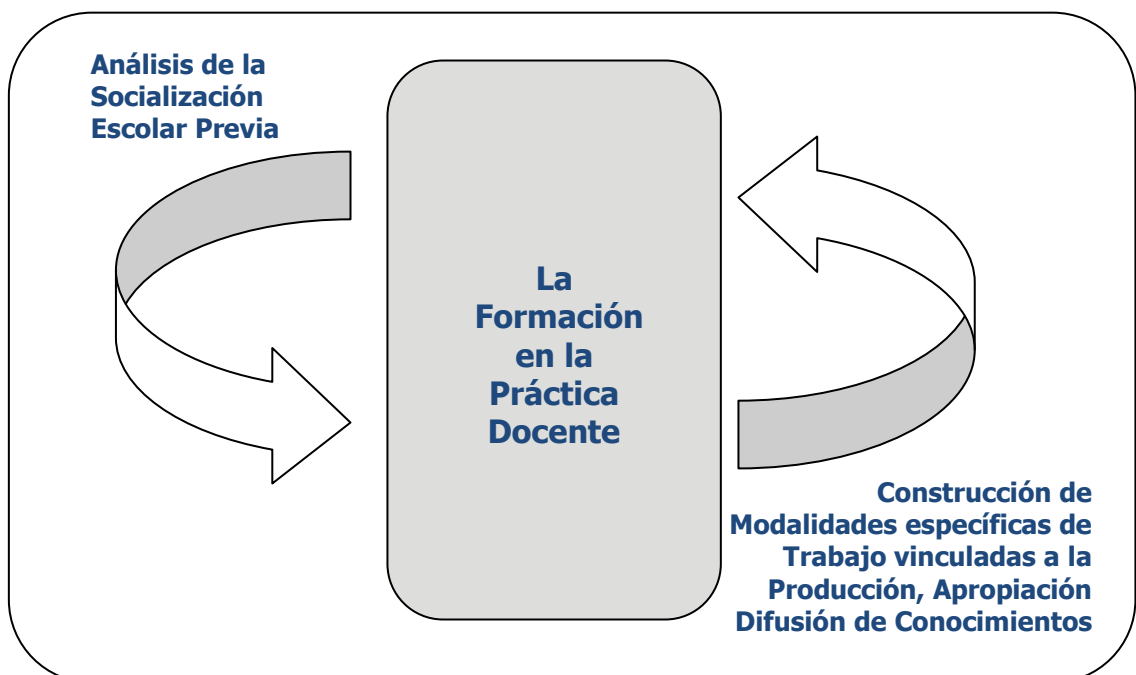 Análisis de la
Socialización
Escolar Previa
La
Formación
en la
Práctica
Docente
Construcción de
Modalidades específicas de
Trabajo vinculadas a la
Producción, Apropiación
Difusión de Conocimientos